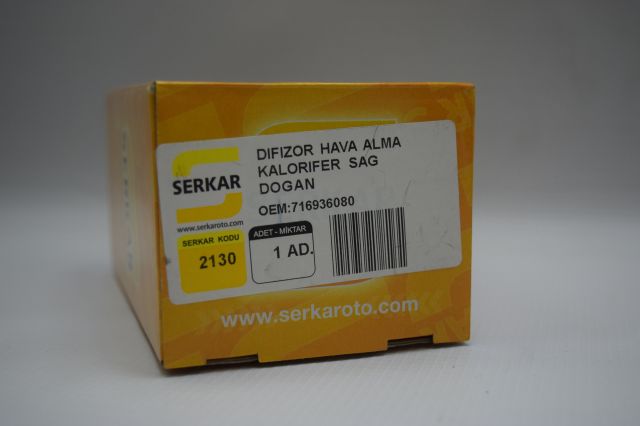 SERKAR
www.serkaroto.com
SERKAR KODU
2130
DIFIZOR HAVA ALMA
KALORIFER SAG
DOGAN
OEM:716936080
ADET - MİKTAR
1 AD.
www.serkaroto.com